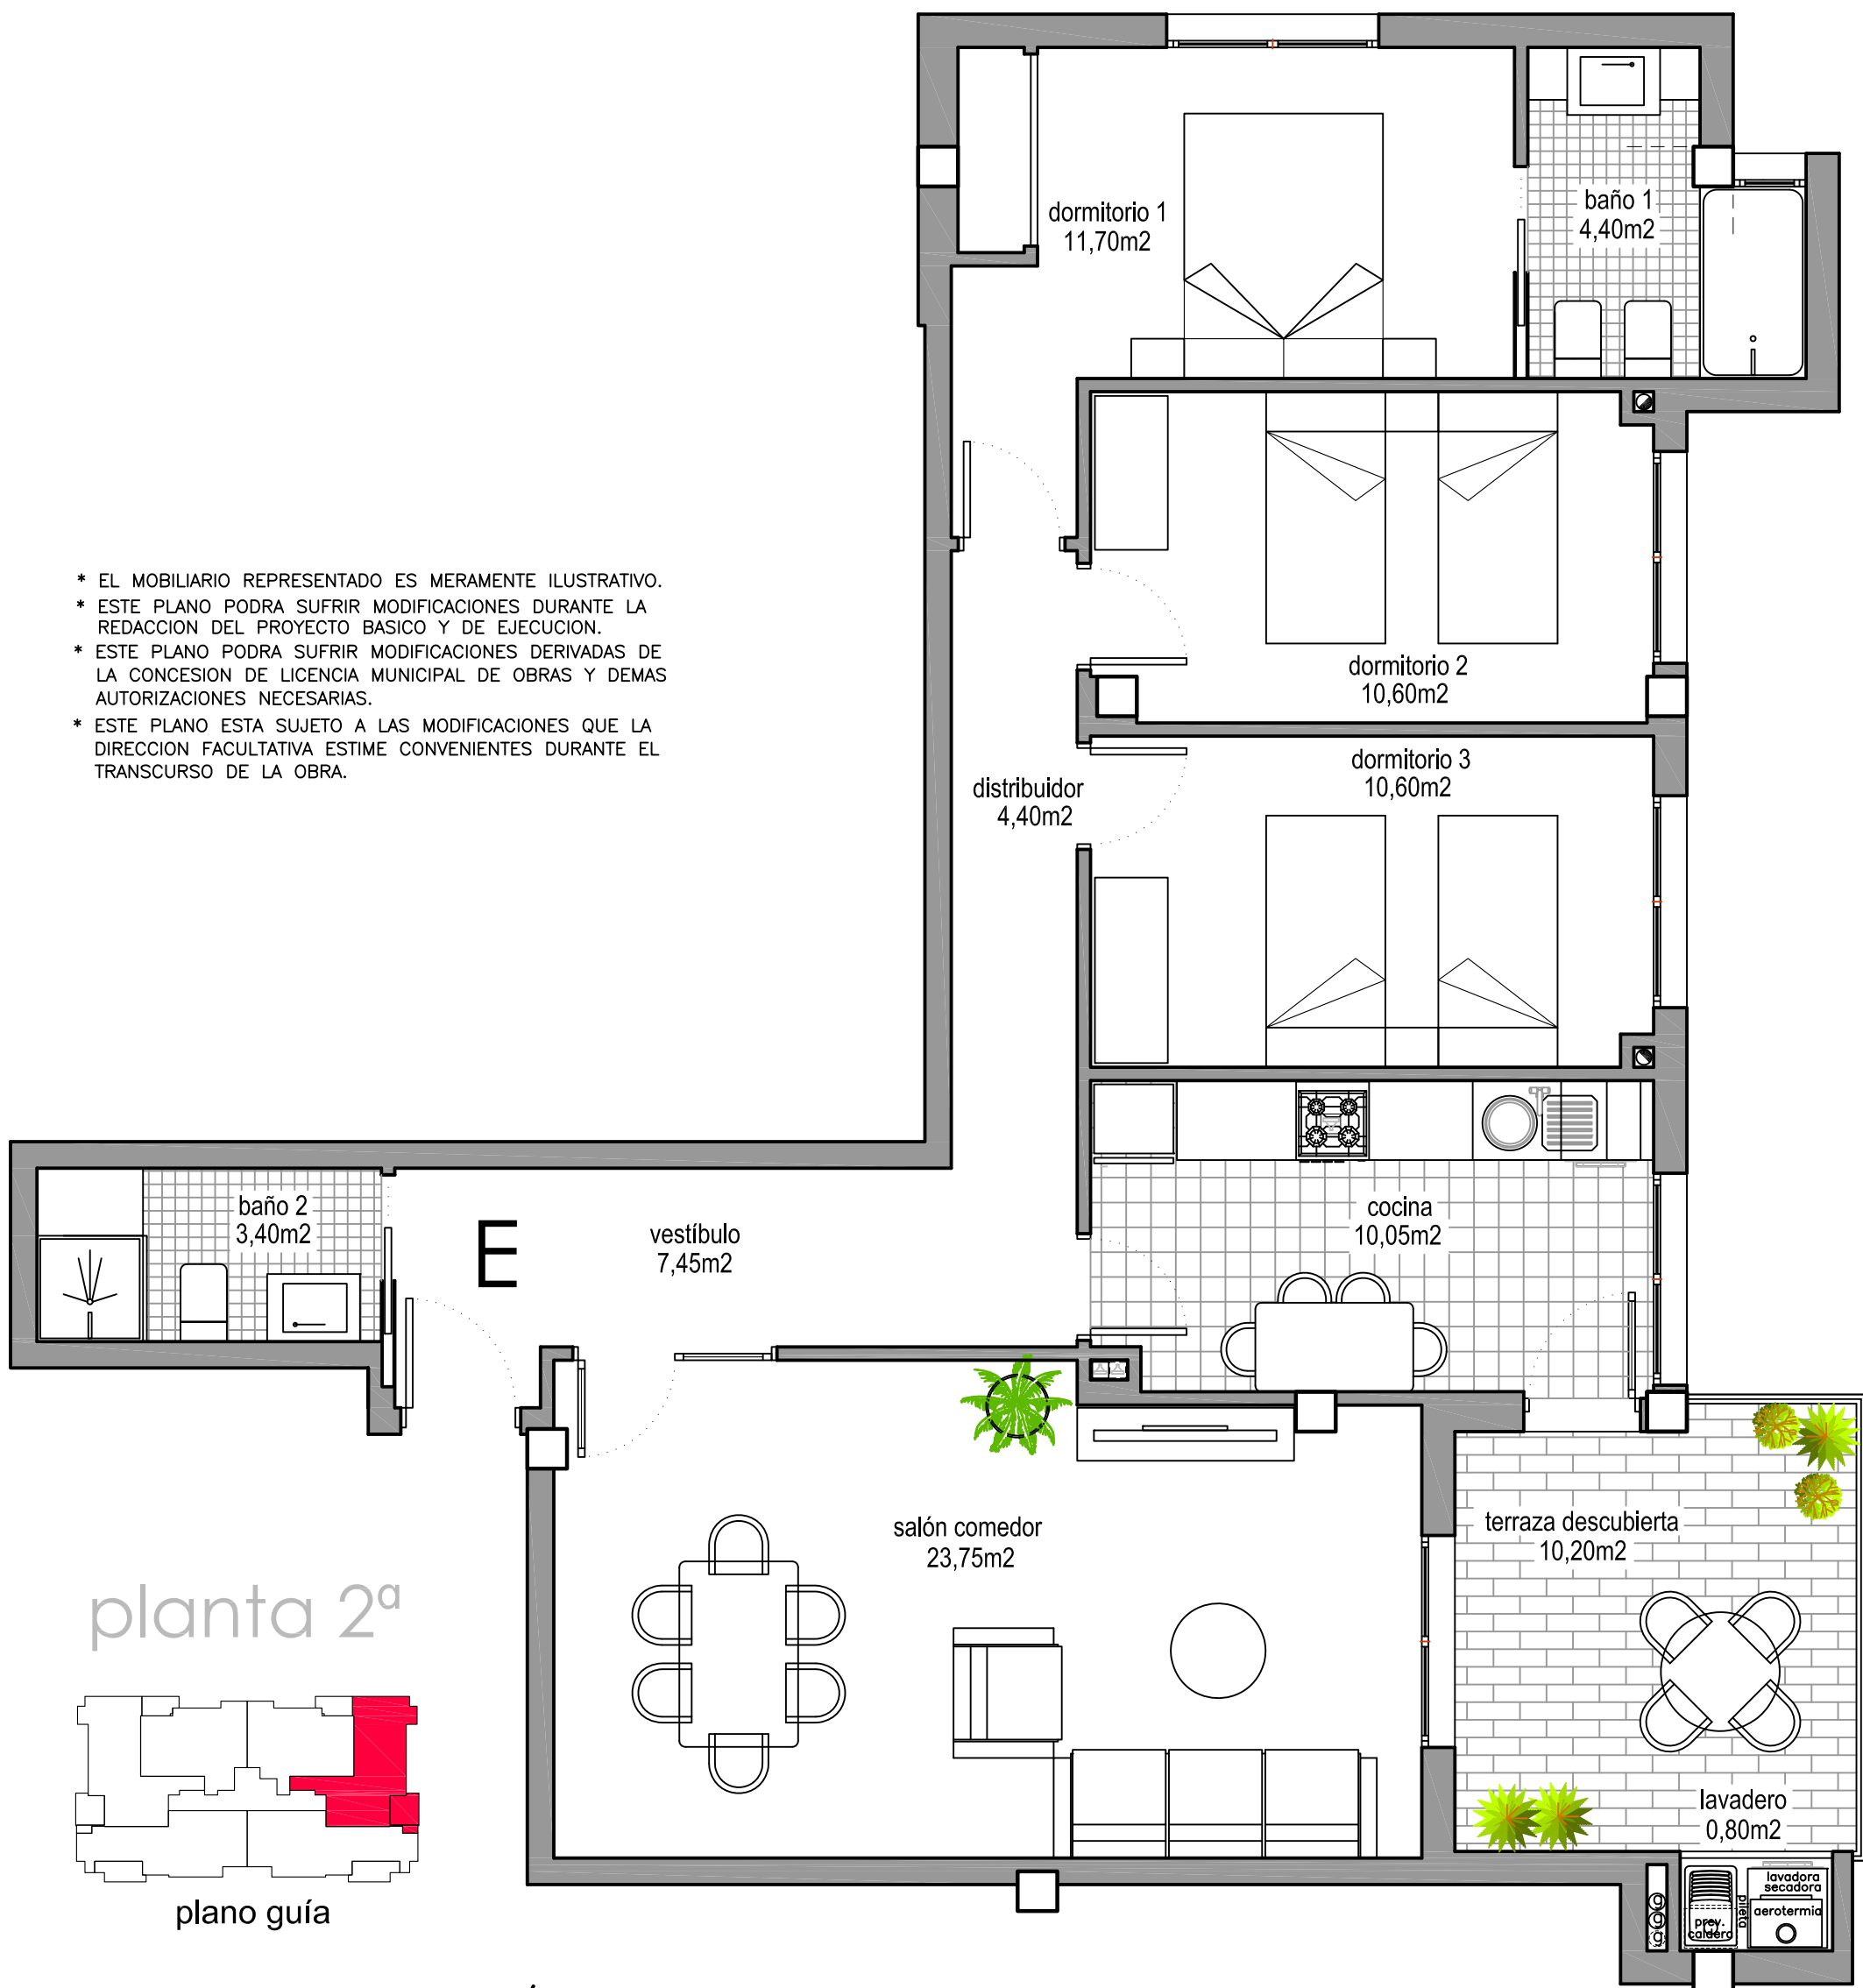 dormitorio 1
11,70m2
baño 1
4,40m2
* EL MOBILIARIO REPRESENTADO ES MERAMENTE ILUSTRATIVO.
* ESTE PLANO PODRA SUFRIR MODIFICACIONES DURANTE LA
REDACCION DEL PROYECTO BASICO Y DE EJECUCION.
* ESTE PLANO PODRA SUFRIR MODIFICACIONES DERIVADAS DE
LA CONCESION DE LICENCIA MUNICIPAL DE OBRAS Y DEMAS
AUTORIZACIONES NECESARIAS.
* ESTE PLANO ESTA SUJETO A LAS MODIFICACIONES QUE LA
DIRECCION FACULTATIVA ESTIME CONVENIENTES DURANTE EL
TRANSCURSO DE LA OBRA.
dormitorio 2
10,60m2
dormitorio 3
10,60m2
distribuidor
4,40m2
baño 2
3,40m2
E
vestíbulo
7,45m2
cocina
10,05m2
salón comedor
23,75m2
terraza descubierta
10,20m2
planta 2ª
plano guía
lavadero
0,80m2
lavadora
secadora
pileta
aerotermia
prev.
caldera
g
g
g